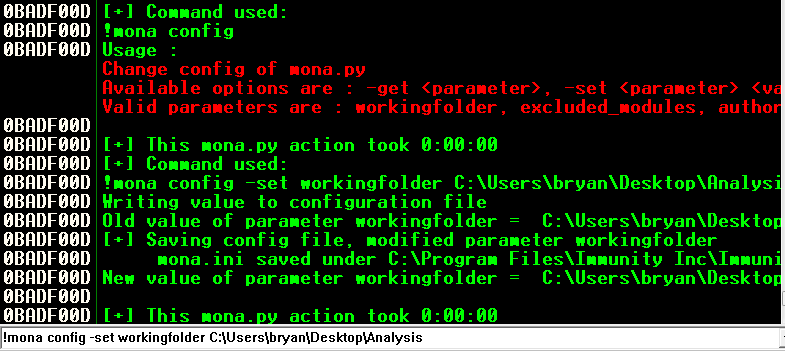 0BADF00D [+] Command used:
0BADF00D !mona config
0BADF00D Usage :
Change config of mona.py
Available options are : -get <parameter>, -set <parameter> <va
Valid parameters are : workingfolder, excluded_modules, author
0BADF00D
0BADF00D [+] This mona.py action took 0:00:00
0BADF00D [+] Command used:
0BADF00D !mona config -set workingfolder C:\Users\bryan\Desktop\Analysi
0BADF00D Writing value to configuration file
0BADF00D Old value of parameter workingfolder = C:\Users\bryan\Desktop
0BADF00D [+] Saving config file, modified parameter workingfolder
0BADF00D mona.ini saved under C:\Program Files\Immunity Inc\Immuni
0BADF00D New value of parameter workingfolder = C:\Users\bryan\Desktop
0BADF00D
0BADF00D [+] This mona.py action took 0:00:00
!mona config -set workingfolder C:\Users\bryan\Desktop\Analysis